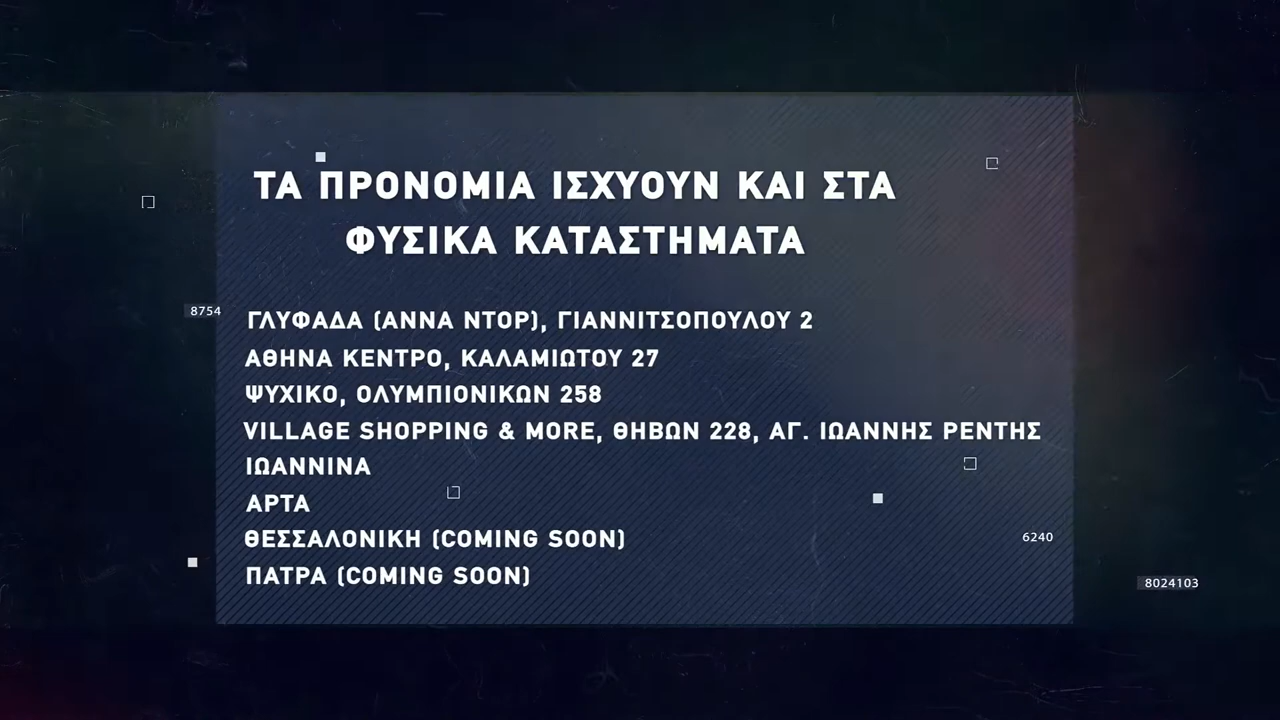 ΤΑ ΠΡΟΝΟΜΙΑ ΙΣΧΥΟΥΝ ΚΑΙ ΣΤΑ
ΦΥΣΙΚΑ ΚΑΤΑΣΤΗΜΑΤΑ
8754
ΓΛΥΦΑΔΑ (ΑΝΝΑ ΝΤΟΡ), ΓΙΑΝΝΙΤΣΟΠΟΥΛΟΥ 2
ΑΘΗΝΑ ΚΕΝΤΡΟ, ΚΑΛΑΜΙΩΤΟΥ 27
ΨΥΧΙΚΟ, ΟΛΥΜΠΙΟΝΙΚΩΝ 258
VILLAGE SHOPPING & MORE, ΘΗΒΩΝ 228, ΑΓ. ΙΩΑΝΝΗΣ ΡΕΝΤΗΣ
ΙΩΑΝΝΙΝΑ
ΑΡΤΑ
ΘΕΣΣΑΛΟΝΙΚΗ (COMING SOON)
6240
ΠΑΤΡΑ (COMING SOON)
8024103